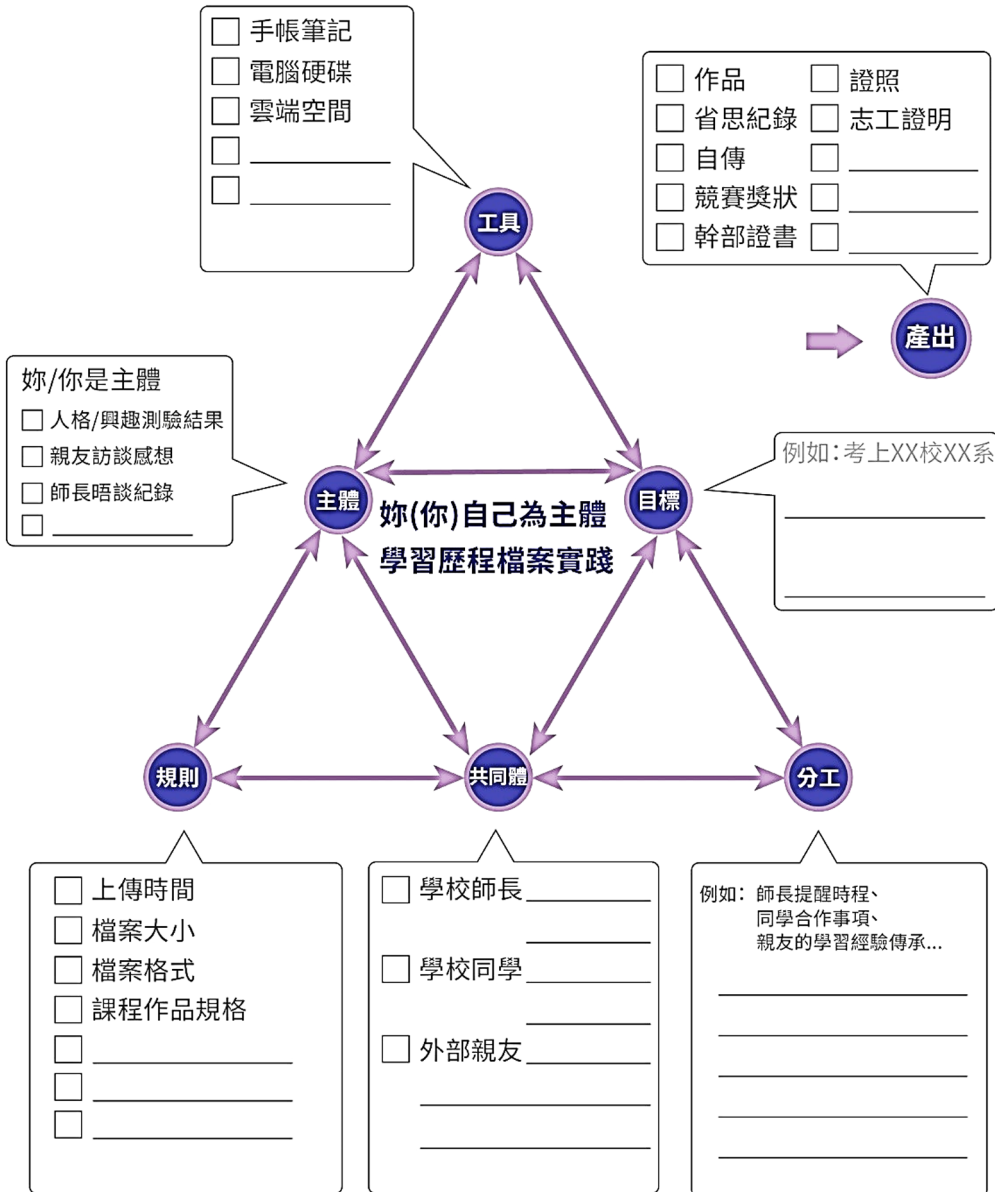 手帳筆記
電腦硬碟
雲端空間
作品
證照
省思紀錄
志工證明
自傳
競賽獎狀
幹部證書
工具
產出
妳/你是主體
人格/興趣測驗結果
親友訪談感想
師長晤談紀錄
例如：考上XX校XX系
主體
目標
妳(你)自己為主體
學習歷程檔案實踐
規則
共同體
分工
上傳時間
檔案大小
檔案格式
課程作品規格
學校師長
學校同學
外部親友
例如：師長提醒時程、
同學合作事項、
親友的學習經驗傳承...